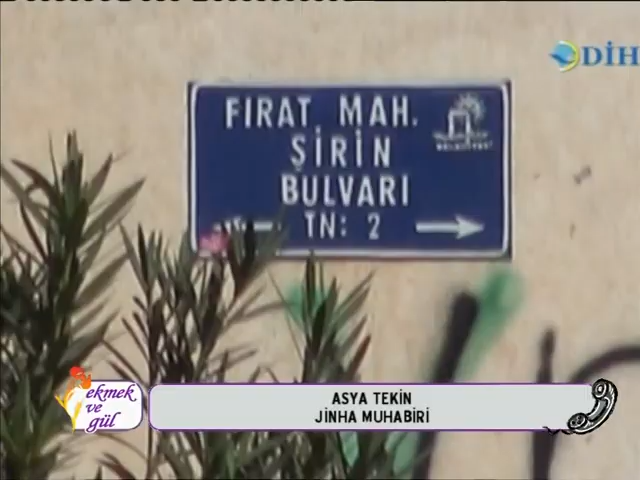 DİH
FIRAT MAH.
ŞİRİN
BULVARI
TN: 2
ekmek
ve
gül
ASYA TEKİN
JİNHA MUHABİRİ